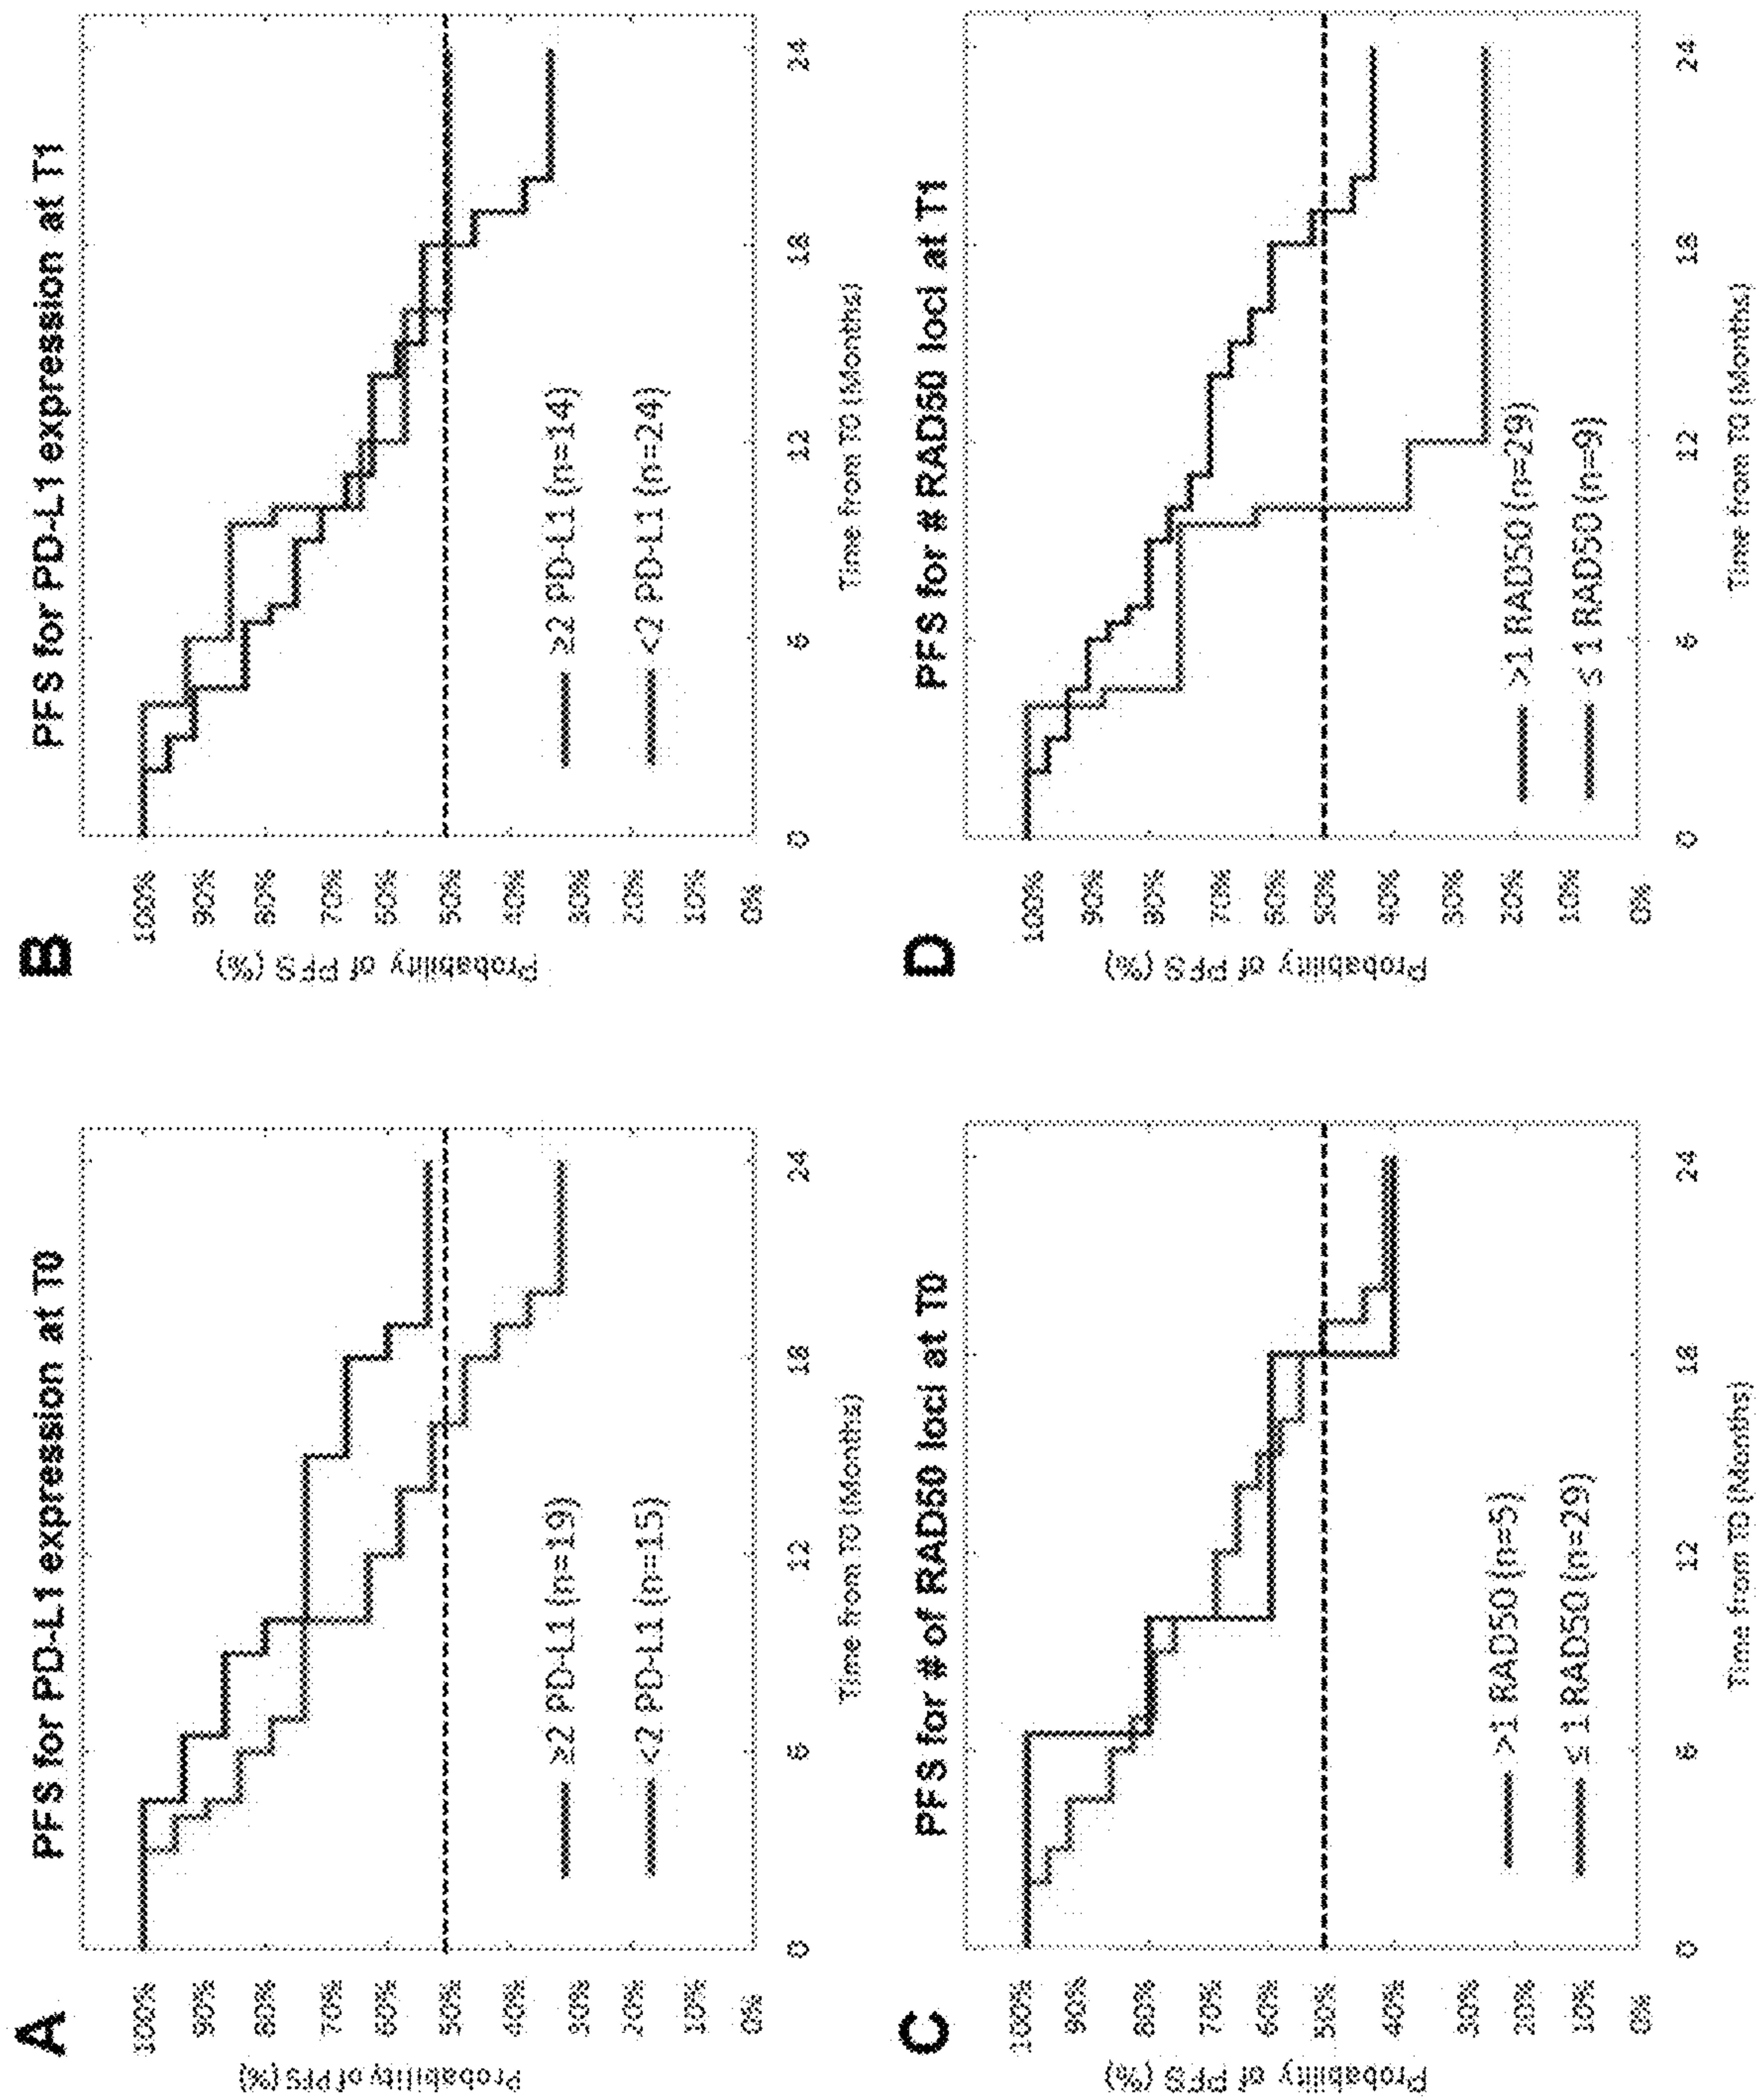 A
PFS for PD-L1 expression at T0
Probability of PFS (%)
100%
90%
80%
70%
60%
50%
40%
30%
20%
10%
0%
≥2 PD-L1 (n=19)
<2 PD-L1 (n=15)
0
6
12
18
24
Time from T0 (Months)
B
PFS for PD-L1 expression at T1
Probability of PFS (%)
100%
90%
80%
70%
60%
50%
40%
30%
20%
10%
0%
≥2 PD-L1 (n=14)
<2 PD-L1 (n=24)
0
6
12
18
24
Time from T0 (Months)
C
PFS for # of RAD50 loci at T0
Probability of PFS (%)
100%
90%
80%
70%
60%
50%
40%
30%
20%
10%
0%
>1 RAD50 (n=5)
≤ 1 RAD50 (n=29)
0
6
12
18
24
Time from T0 (Months)
D
PFS for # RAD50 loci at T1
Probability of PFS (%)
100%
90%
80%
70%
60%
50%
40%
30%
20%
10%
0%
>1 RAD50 (n=29)
≤ 1 RAD50 (n=9)
0
6
12
18
24
Time from T0 (Months)